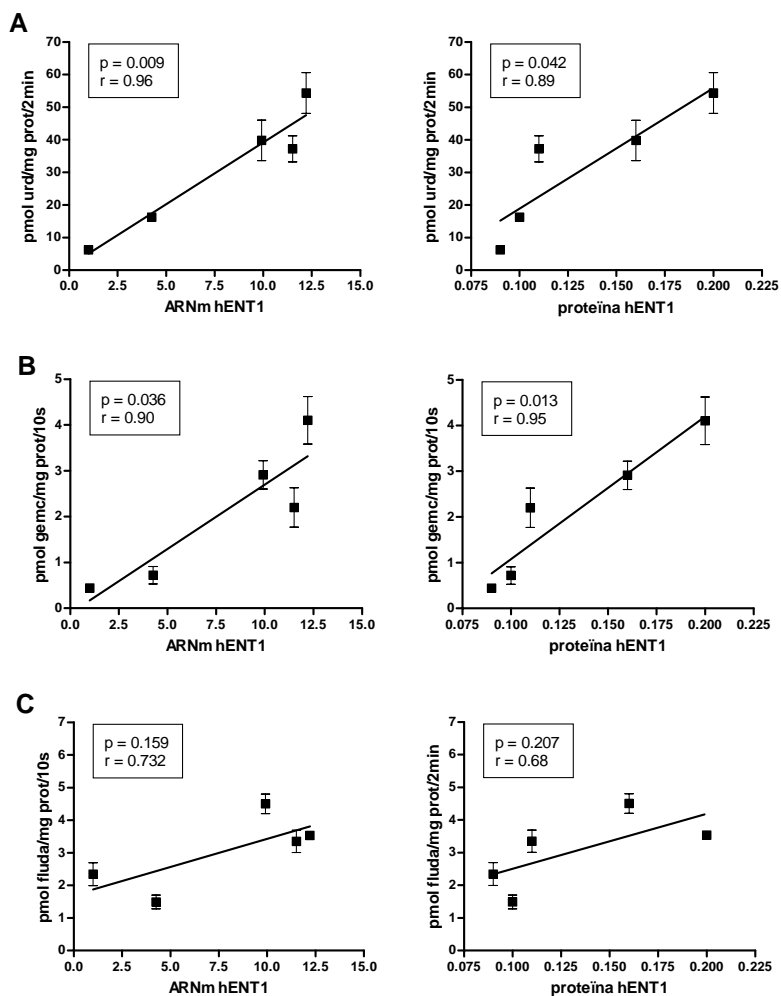 A
p = 0.009
r = 0.96
pmol urd/mg prot/2min
70
60
50
40
30
20
10
0
0.0 2.5 5.0 7.5 10.0 12.5 15.0
ARNm hENT1
p = 0.042
r = 0.89
pmol urd/mg prot/2min
70
60
50
40
30
20
10
0
0.075 0.100 0.125 0.150 0.175 0.200 0.225
proteïna hENT1
B
p = 0.036
r = 0.90
pmol gemc/mg prot/10s
5
4
3
2
1
0
0.0 2.5 5.0 7.5 10.0 12.5 15.0
ARNm hENT1
p = 0.013
r = 0.95
pmol gemc/mg prot/10s
5
4
3
2
1
0
0.075 0.100 0.125 0.150 0.175 0.200 0.225
proteïna hENT1
C
p = 0.159
r = 0.732
pmol fluda/mg prot/10s
7
6
5
4
3
2
1
0
0.0 2.5 5.0 7.5 10.0 12.5 15.0
ARNm hENT1
p = 0.207
r = 0.68
pmol fluda/mg prot/2min
7
6
5
4
3
2
1
0
0.075 0.100 0.125 0.150 0.175 0.200 0.225
proteïna hENT1